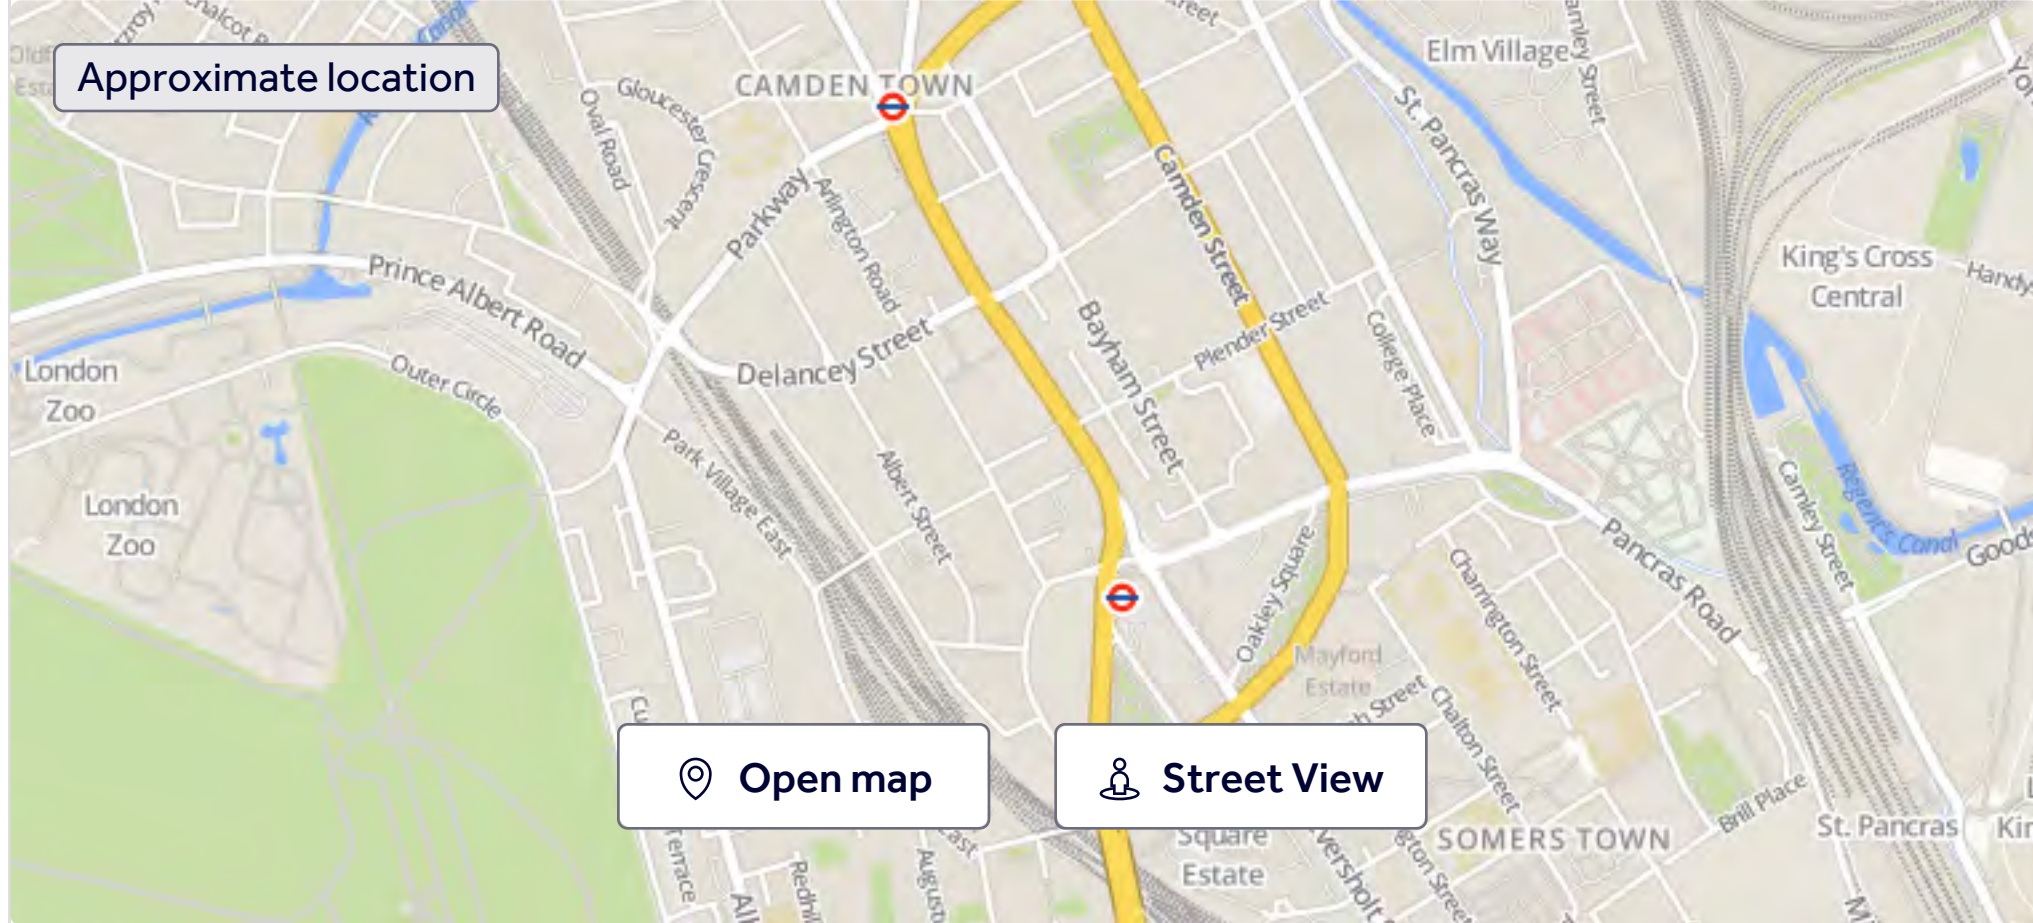 Approximate location
CAMDEN TOWN
Elm Village
Gloucester Crescent
Oval Road
Parkway
Arlington Road
Camden Street
St. Pancras Way
King's Cross
Central
Prince Albert Road
Outer Circle
Delancey Street
Bayham Street
Plender Street
College Place
London
Zoo
London
Zoo
Park Village East
Albert Street
Camley Street
Regent's Canal
Pancras Road
Oakley Square
Charrington Street
Mayford
Estate
Chalton Street
Open map
Street View
Square
Estate
SOMERS TOWN
Brill Place
St. Pancras